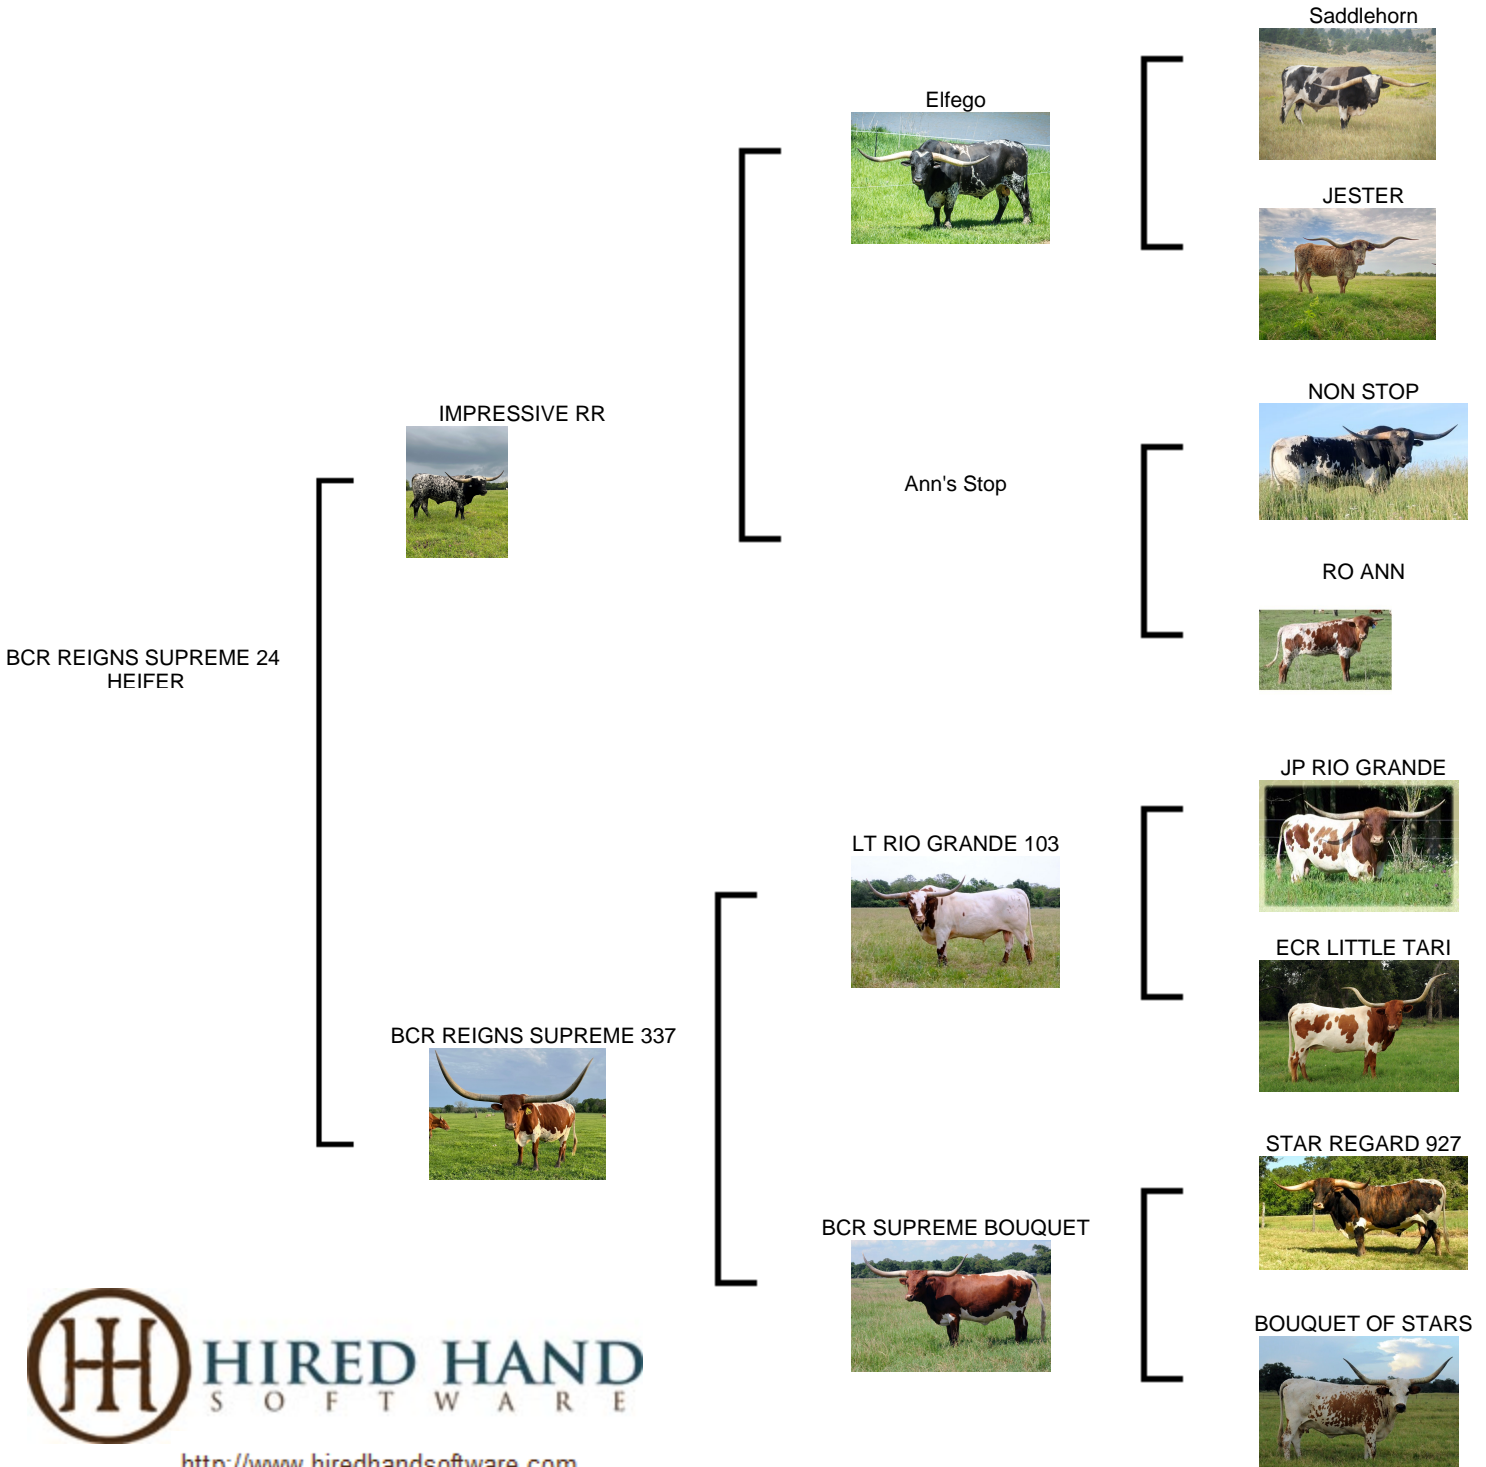 Saddlehorn
Elfego
JESTER
NON STOP
IMPRESSIVE RR
Ann's Stop
RO ANN
BCR REIGNS SUPREME 24
HEIFER
JP RIO GRANDE
LT RIO GRANDE 103
ECR LITTLE TARI
BCR REIGNS SUPREME 337
STAR REGARD 927
BCR SUPREME BOUQUET
BOUQUET OF STARS
HIRED HAND
SOFTWARE
http://www.hiredhandsoftware.com